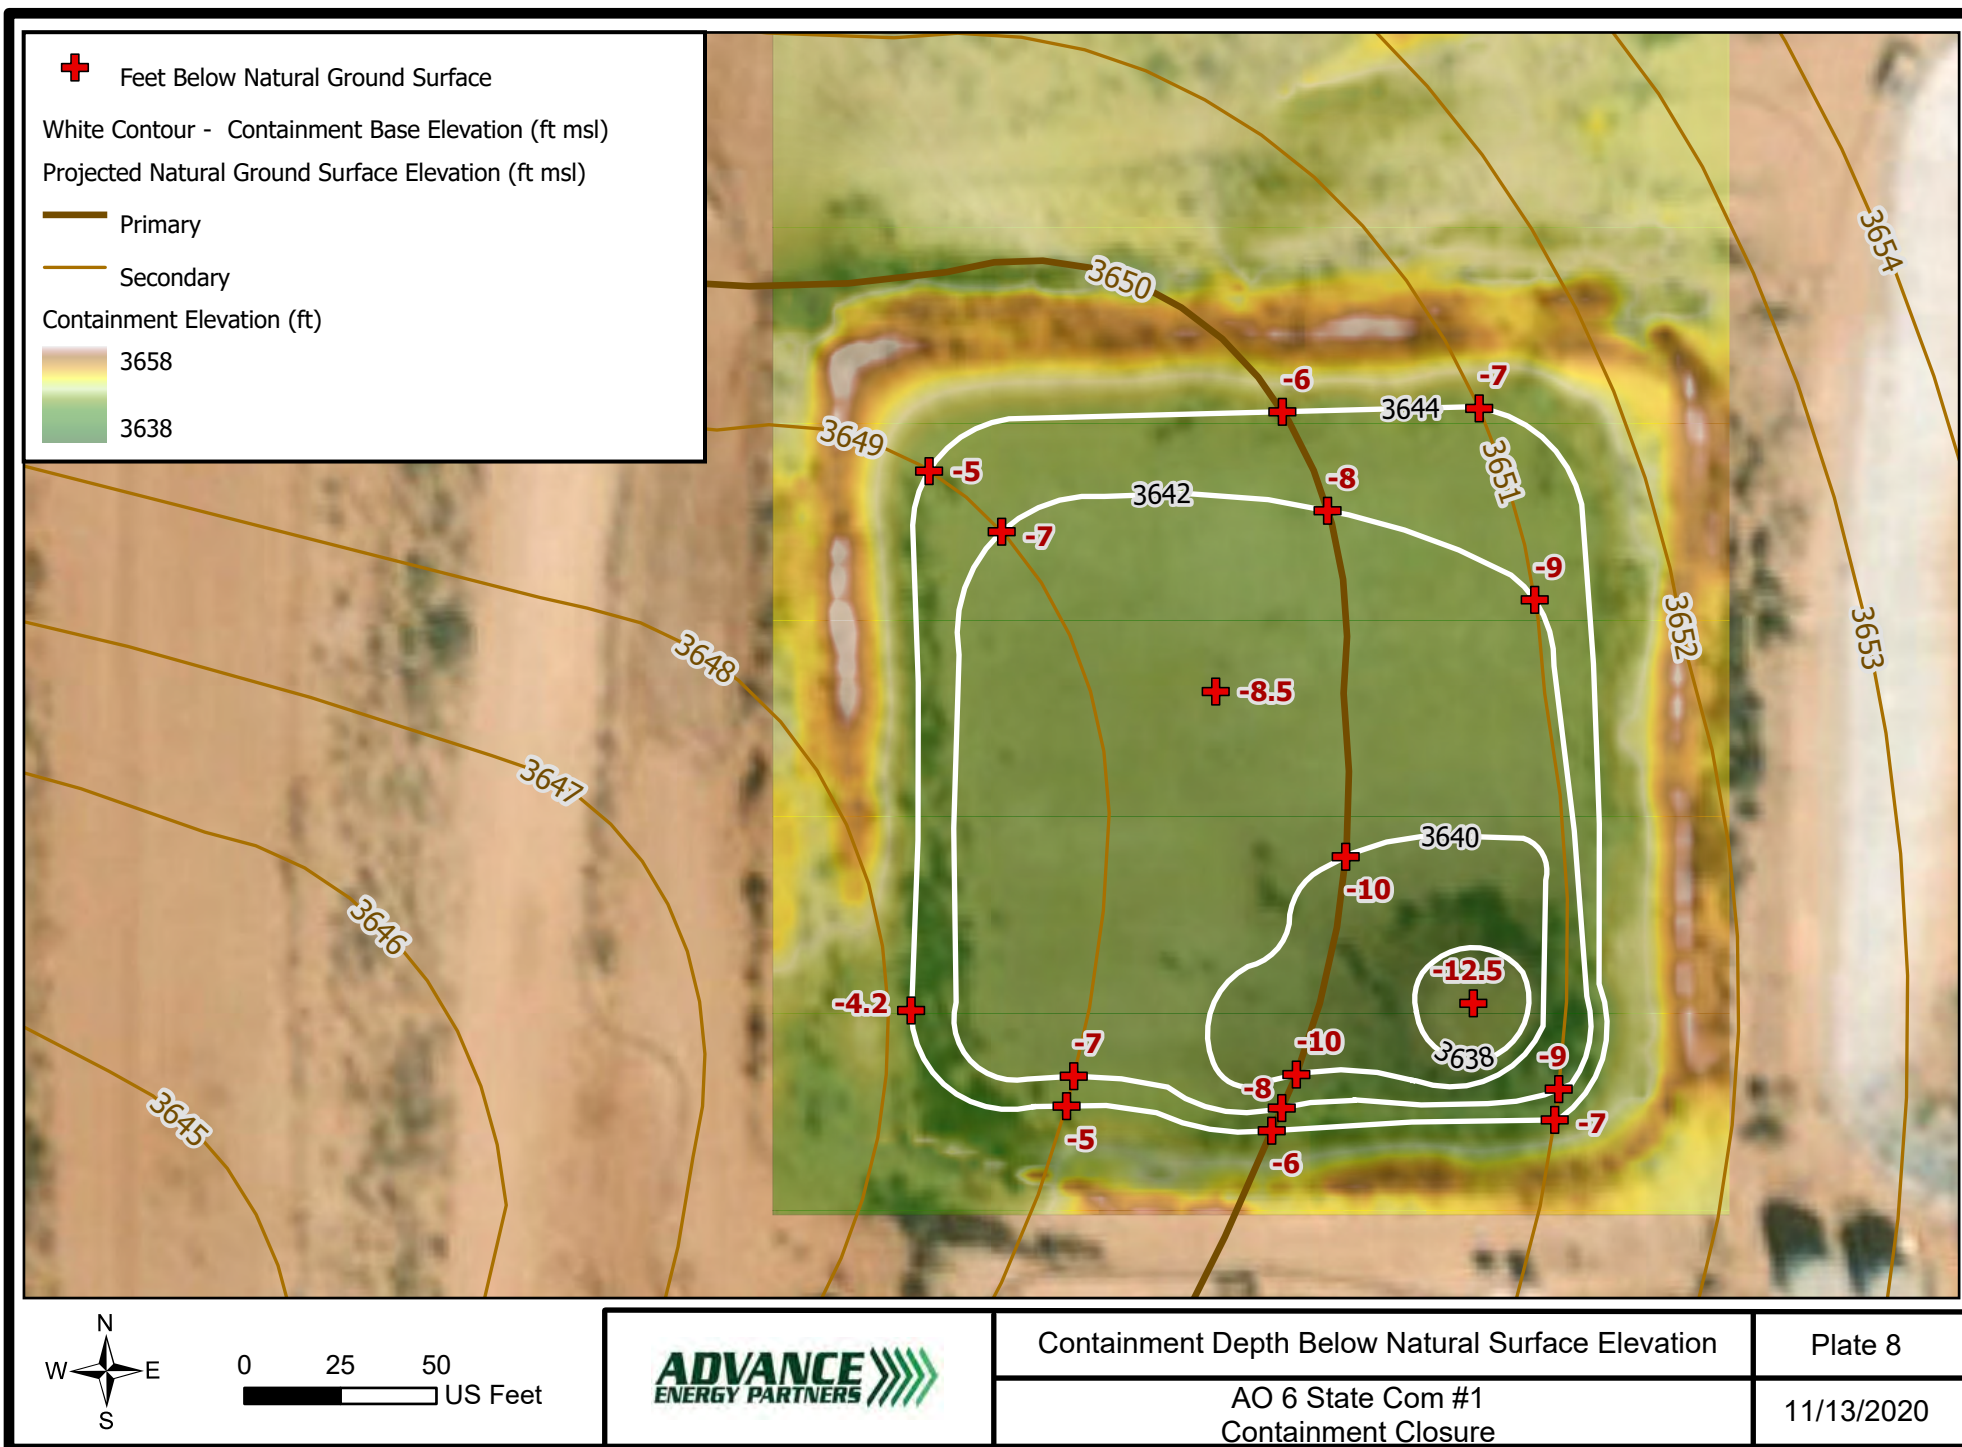 Feet Below Natural Ground Surface
White Contour - Containment Base Elevation (ft msl)
Projected Natural Ground Surface Elevation (ft msl)
Primary
Secondary
Containment Elevation (ft)
3658
3638
3654
3650
-6
-7
3644
3649
-5
3651
-8
3642
-7
-9
3652
3653
3648
-8.5
3647
3640
-10
3646
-12.5
-4.2
-7
-10
3638
-9
-8
3645
-5
-7
-6
N
W
E
S
0
25
50
US Feet
ADVANCE
ENERGY PARTNERS
Containment Depth Below Natural Surface Elevation
Plate 8
AO 6 State Com #1
Containment Closure
11/13/2020